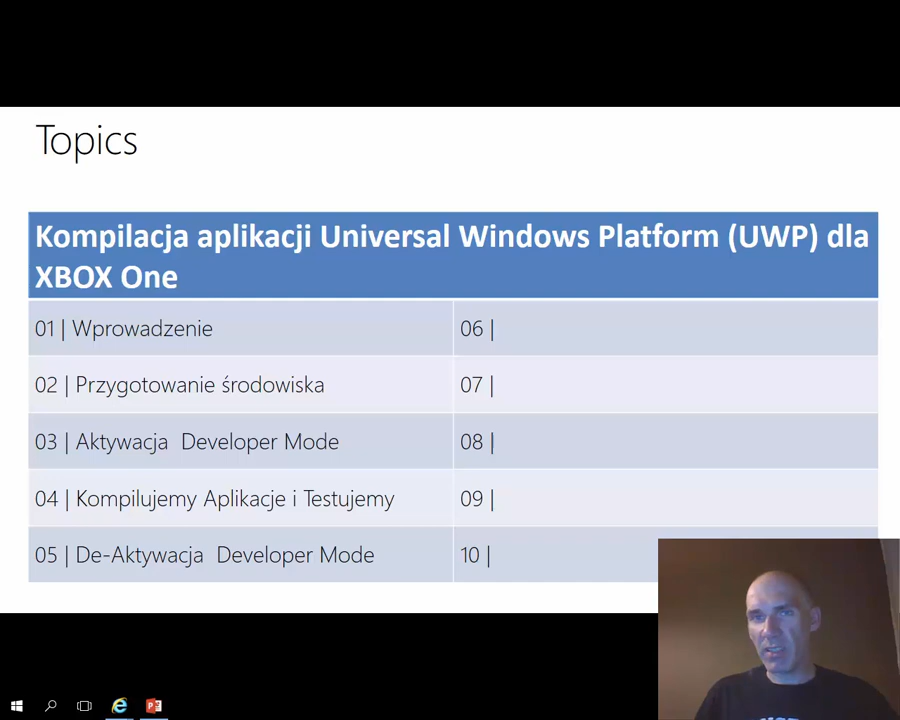 Topics
Kompilacja aplikacji Universal Windows Platform (UWP) dla
XBOX One
01 | Wprowadzenie
06 |
02 | Przygotowanie środowiska
07 |
03 | Aktywacja  Developer Mode
08 |
04 | Kompilujemy Aplikacje i Testujemy
09 |
05 | De-Aktywacja  Developer Mode
10 |